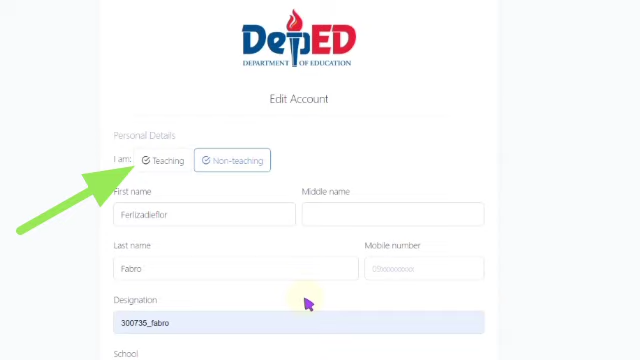 DepED
DEPARTMENT OF EDUCATION
Edit Account
Personal Details
I am: Teaching Non-teaching
First name Middle name
Ferlizadieflor
Last name Mobile number
Fabro
Designation
300735_fabro
School